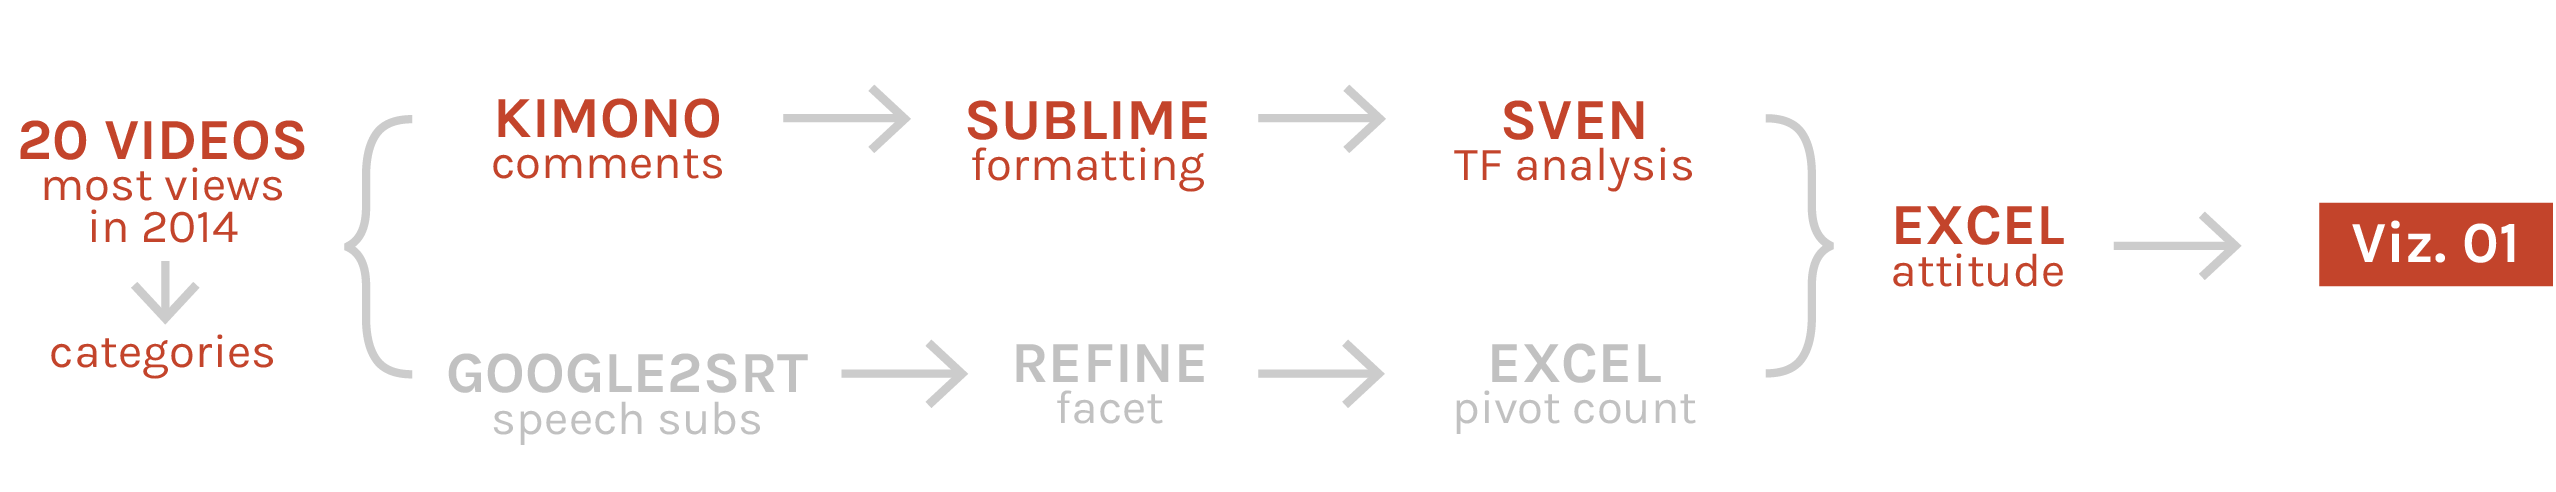 20 VIDEOS
most views
in 2014
categories
KIMONO
comments
SUBLIME
formatting
SVEN
TF analysis
GOOGLE2SRT
speech subs
REFINE
facet
EXCEL
pivot count
EXCEL
attitude
Viz. 01